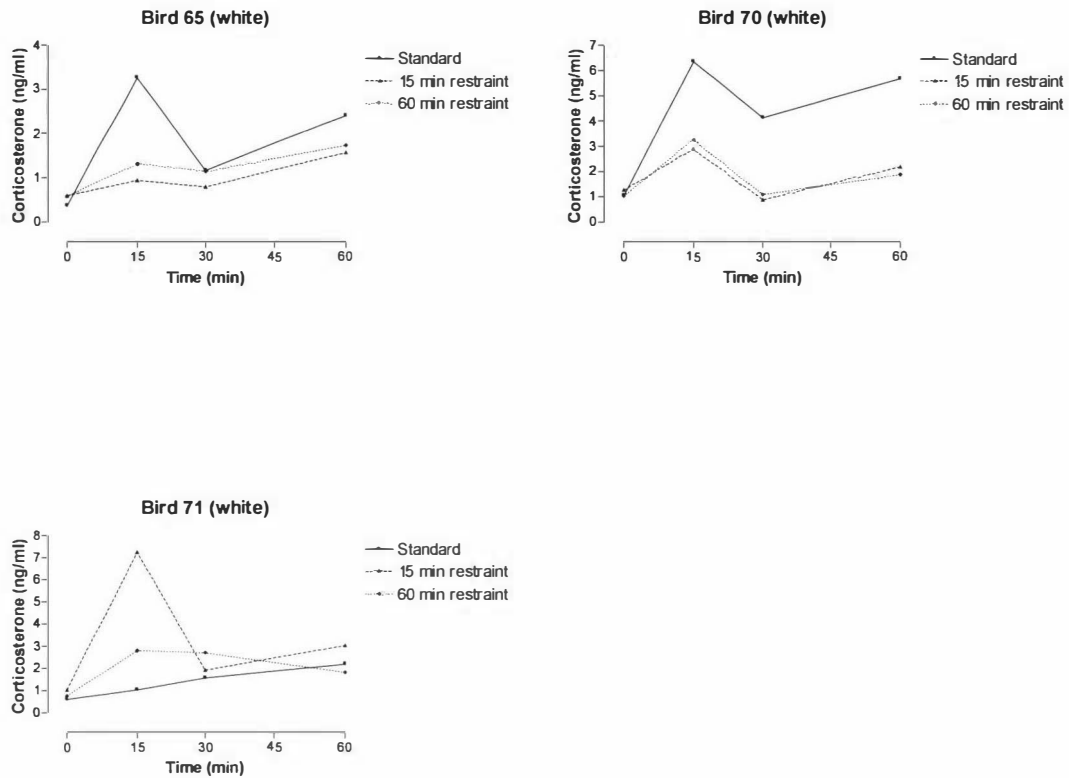 Bird 65 (white)
Corticosterone (ng/ml)
4
3
2
1
0
0 15 30 45 60
Time (min)
Standard
15 min restraint
60 min restraint
Bird 70 (white)
Corticosterone (ng/ml)
7
6
5
4
3
2
1
0
0 15 30 45 60
Time (min)
Standard
15 min restraint
60 min restraint
Bird 71 (white)
Corticosterone (ng/ml)
8
7
6
5
4
3
2
1
0
0 15 30 45 60
Time (min)
Standard
15 min restraint
60 min restraint